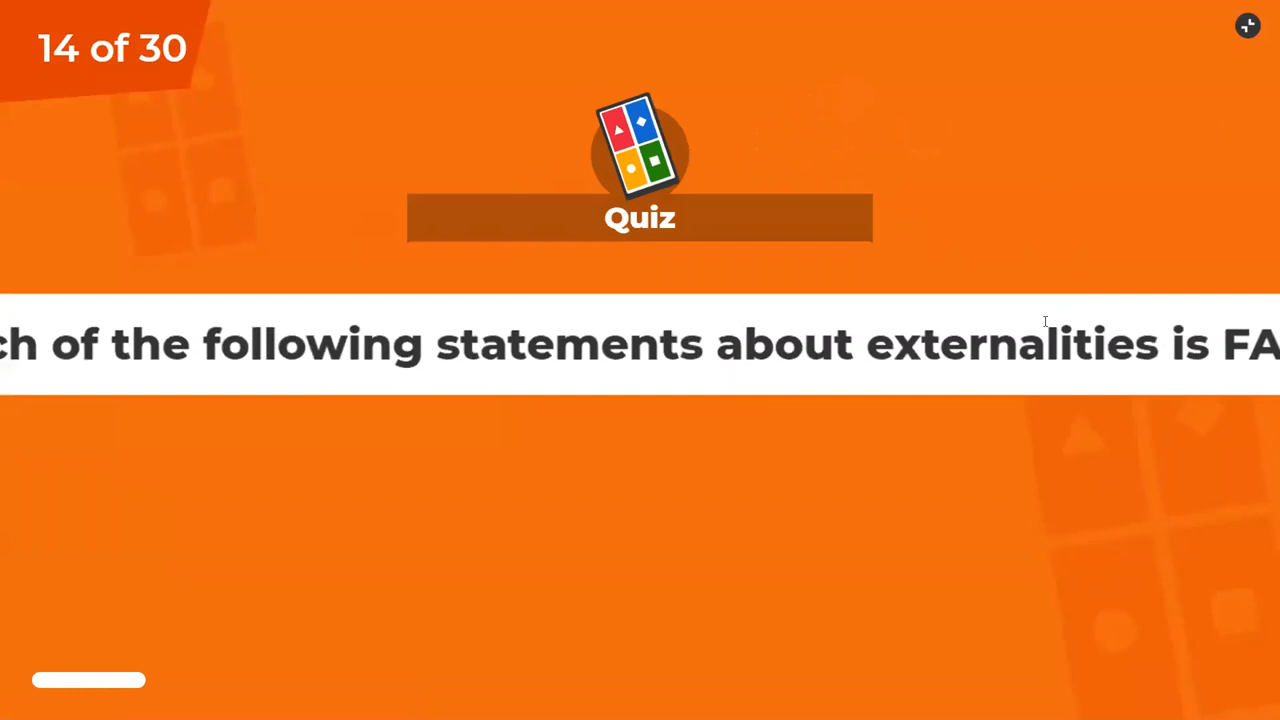 14 of 30
Quiz
ch of the following statements about externalities is FA